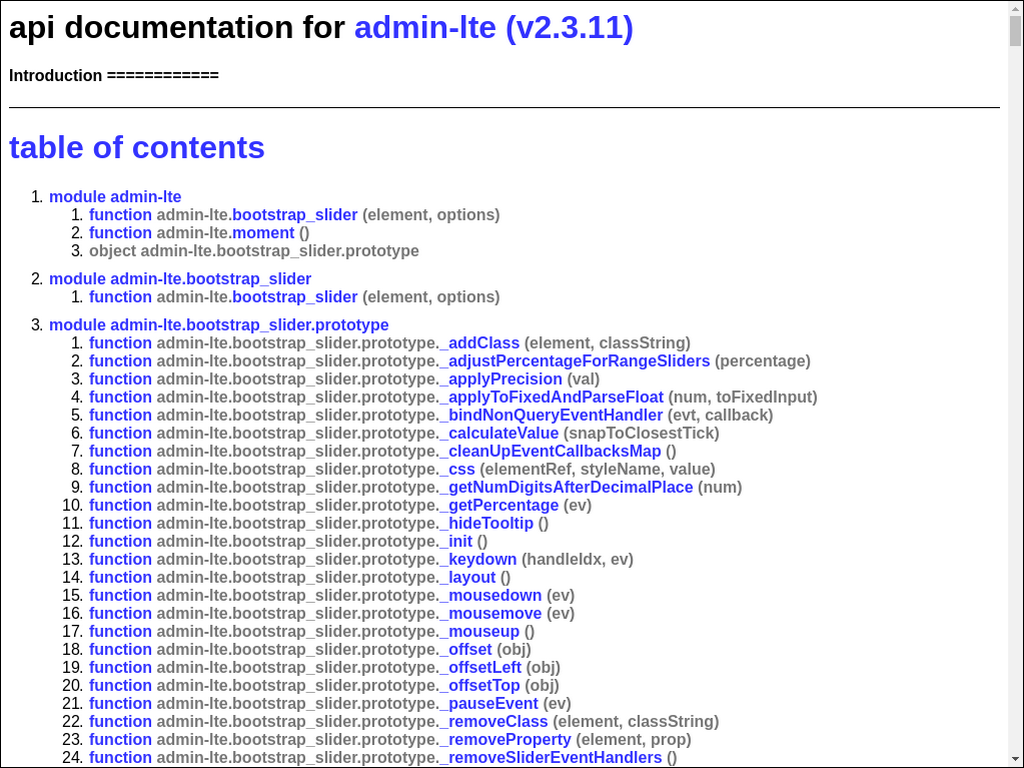 api documentation for admin-lte (v2.3.11)
Introduction ============
table of contents
1. module admin-lte
1. function admin-lte.bootstrap_slider (element, options)
2. function admin-lte.moment ()
3. object admin-lte.bootstrap_slider.prototype
2. module admin-lte.bootstrap_slider
1. function admin-lte.bootstrap_slider (element, options)
3. module admin-lte.bootstrap_slider.prototype
1. function admin-lte.bootstrap_slider.prototype._addClass (element, classString)
2. function admin-lte.bootstrap_slider.prototype._adjustPercentageForRangeSliders (percentage)
3. function admin-lte.bootstrap_slider.prototype._applyPrecision (val)
4. function admin-lte.bootstrap_slider.prototype._applyToFixedAndParseFloat (num, toFixedInput)
5. function admin-lte.bootstrap_slider.prototype._bindNonQueryEventHandler (evt, callback)
6. function admin-lte.bootstrap_slider.prototype._calculateValue (snapToClosestTick)
7. function admin-lte.bootstrap_slider.prototype._cleanUpEventCallbacksMap ()
8. function admin-lte.bootstrap_slider.prototype._css (elementRef, styleName, value)
9. function admin-lte.bootstrap_slider.prototype._getNumDigitsAfterDecimalPlace (num)
10. function admin-lte.bootstrap_slider.prototype._getPercentage (ev)
11. function admin-lte.bootstrap_slider.prototype._hideTooltip ()
12. function admin-lte.bootstrap_slider.prototype._init ()
13. function admin-lte.bootstrap_slider.prototype._keydown (handleIdx, ev)
14. function admin-lte.bootstrap_slider.prototype._layout ()
15. function admin-lte.bootstrap_slider.prototype._mousedown (ev)
16. function admin-lte.bootstrap_slider.prototype._mousemove (ev)
17. function admin-lte.bootstrap_slider.prototype._mouseup ()
18. function admin-lte.bootstrap_slider.prototype._offset (obj)
19. function admin-lte.bootstrap_slider.prototype._offsetLeft (obj)
20. function admin-lte.bootstrap_slider.prototype._offsetTop (obj)
21. function admin-lte.bootstrap_slider.prototype._pauseEvent (ev)
22. function admin-lte.bootstrap_slider.prototype._removeClass (element, classString)
23. function admin-lte.bootstrap_slider.prototype._removeProperty (element, prop)
24. function admin-lte.bootstrap_slider.prototype._removeSliderEventHandlers ()